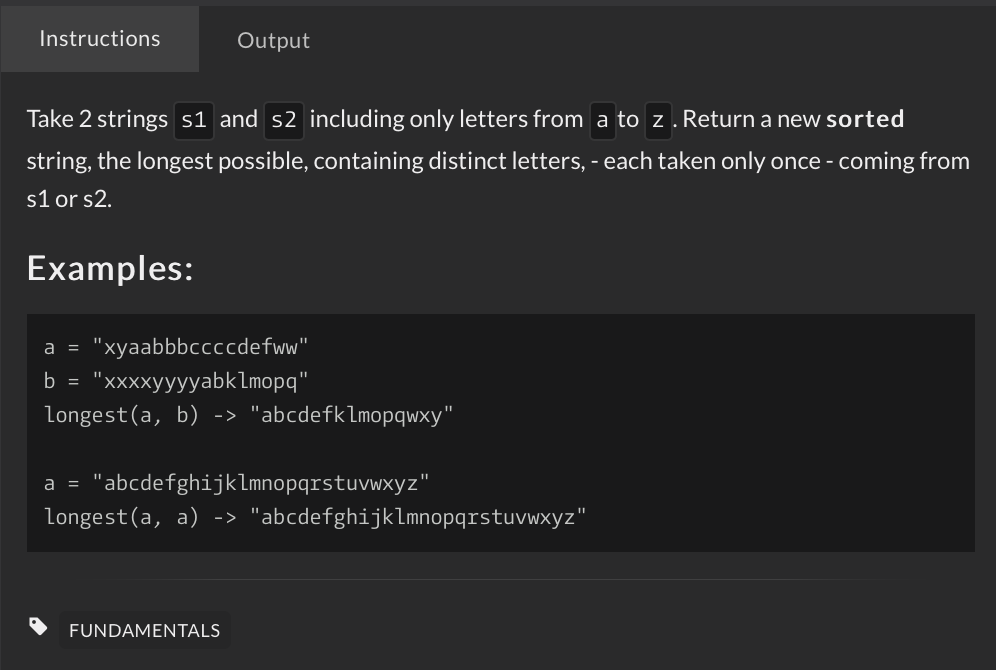 Instructions
Output
Take 2 strings s1 and s2 including only letters from a to z. Return a new sorted
string, the longest possible, containing distinct letters, - each taken only once - coming from
s1 or s2.
Examples:
a = "xyaabbbccccdefww"
b = "xxxxyyyyabklmopq"
longest(a, b) -> "abcdefklmopqwxy"
a = "abcdefghijklmnopqrstuvwxyz"
longest(a, a) -> "abcdefghijklmnopqrstuvwxyz"
FUNDAMENTALS